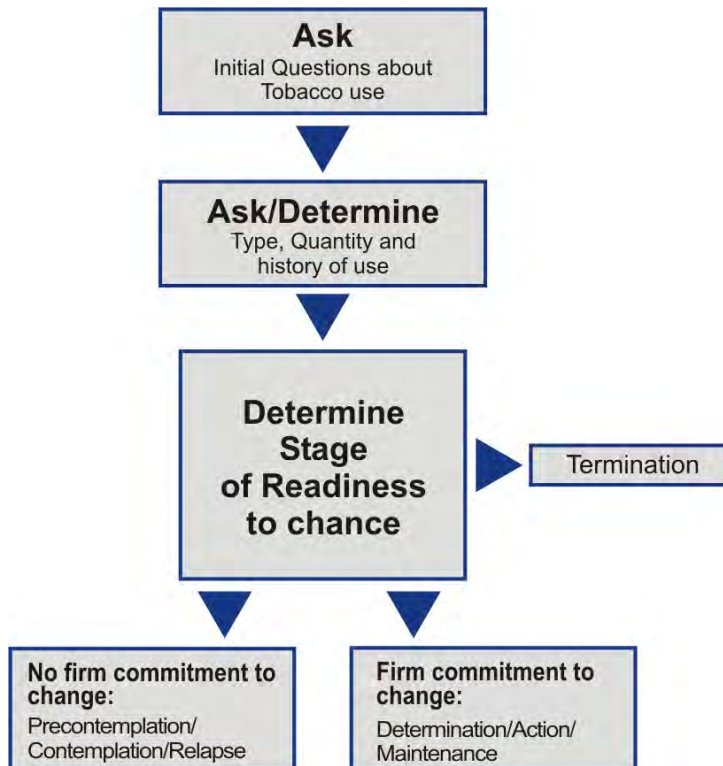 Ask
Initial Questions about
Tobacco use
Ask/Determine
Type, Quantity and
history of use
Determine
Stage
of Readiness
to chance
Termination
No firm commitment to
change:
Precontemplation/
Contemplation/Relapse
Firm commitment to
change:
Determination/Action/
Maintenance